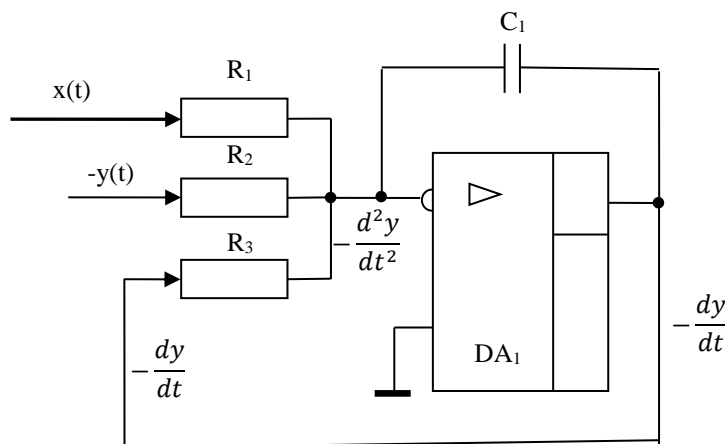 C₁
R₁
x(t)
R₂
-y(t)
R₃
−d²y/dt²
−dy/dt
DA₁
−dy/dt